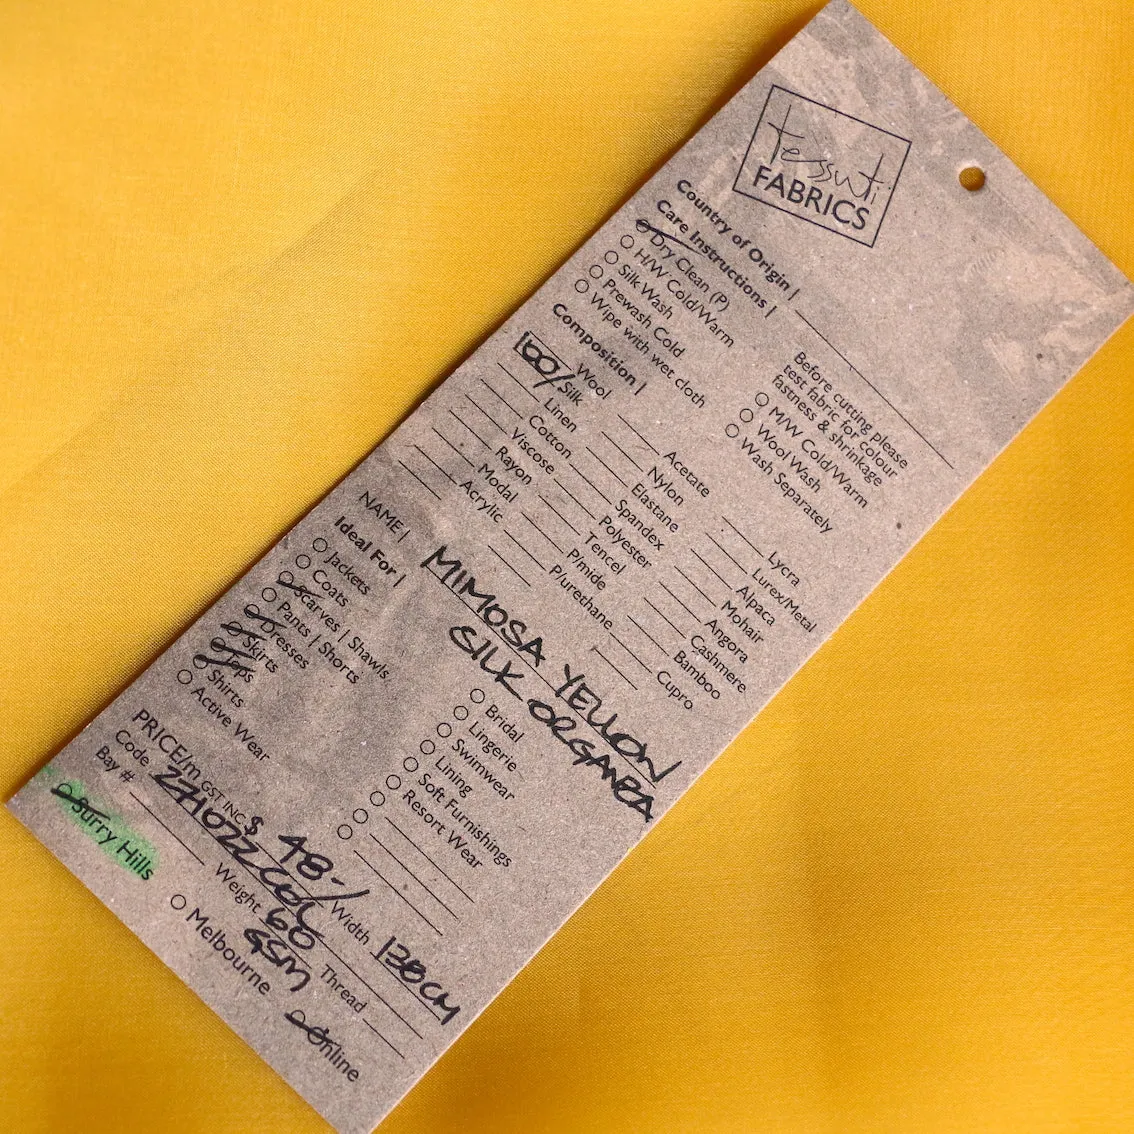 tessuti
FABRICS
Country of Origin |
Care Instructions |
Dry Clean (P)
H/W Cold/Warm
Silk Wash
Prewash Cold
Wipe with wet cloth
Before cutting please
test fabric for colour
fastness & shrinkage
M/W Cold/Warm
Wool Wash
Wash Separately
Composition |
Wool
100/ Silk
Linen
Cotton
Viscose
Rayon
Modal
Acrylic
Acetate
Nylon
Elastane
Spandex
Polyester
Tencel
P/mide
P/urethane
Lycra
Lurex/Metal
Alpaca
Mohair
Angora
Cashmere
Bamboo
Cupro
NAME | MIMOSA YELLOW
SILK ORGANZA
Ideal For |
Jackets
Coats
Scarves | Shawls
Pants | Shorts
Dresses
Skirts
Tops
Shirts
Active Wear
Bridal
Lingerie
Swimwear
Lining
Soft Furnishings
Resort Wear
PRICE/m GST INC $ 48-/ Width 138CM
Code
Weight 60 GSM Thread
Bay #
Surry Hills
Melbourne
Online